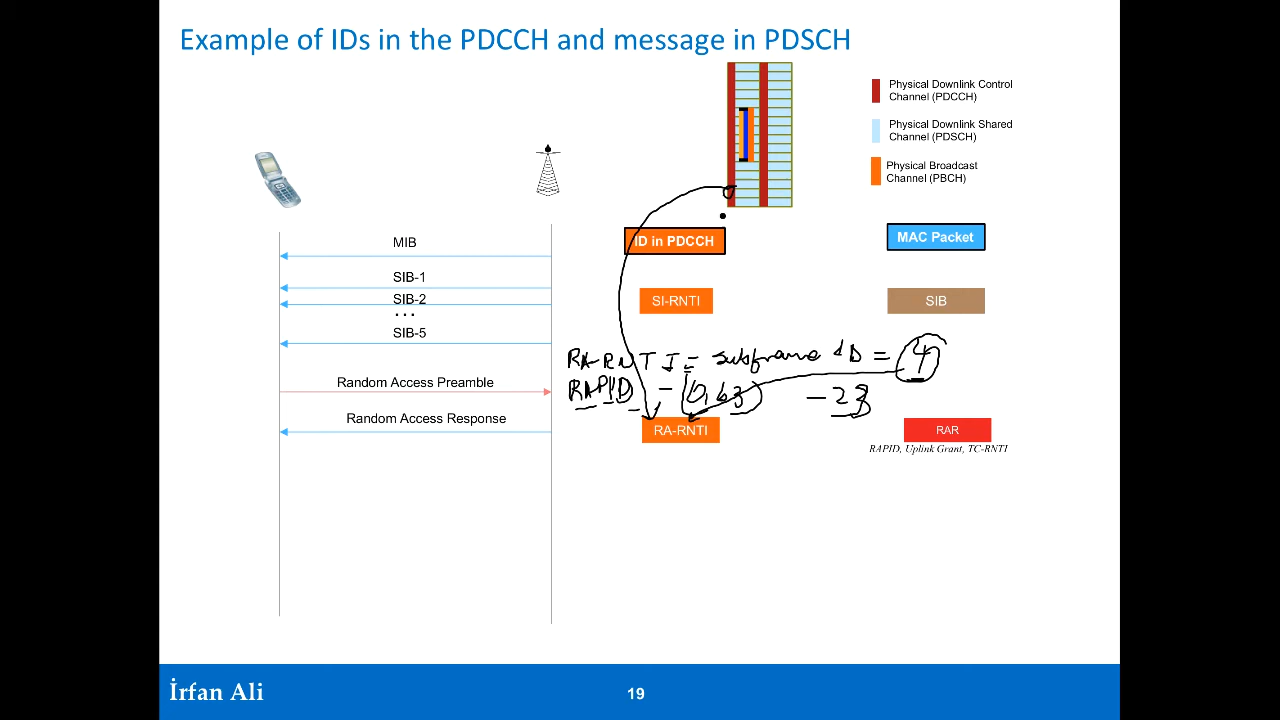 Example of IDs in the PDCCH and message in PDSCH
Physical Downlink Control
Channel (PDCCH)
Physical Downlink Shared
Channel (PDSCH)
Physical Broadcast
Channel (PBCH)
ID in PDCCH
MAC Packet
MIB
SIB-1
SIB-2
...
SIB-5
SI-RNTI
SIB
RA-RNTI = subframe ID = 4
RAPID - (0,63) - 23
Random Access Preamble
Random Access Response
RA-RNTI
RAR
RAPID, Uplink Grant, TC-RNTI
İrfan Ali
19